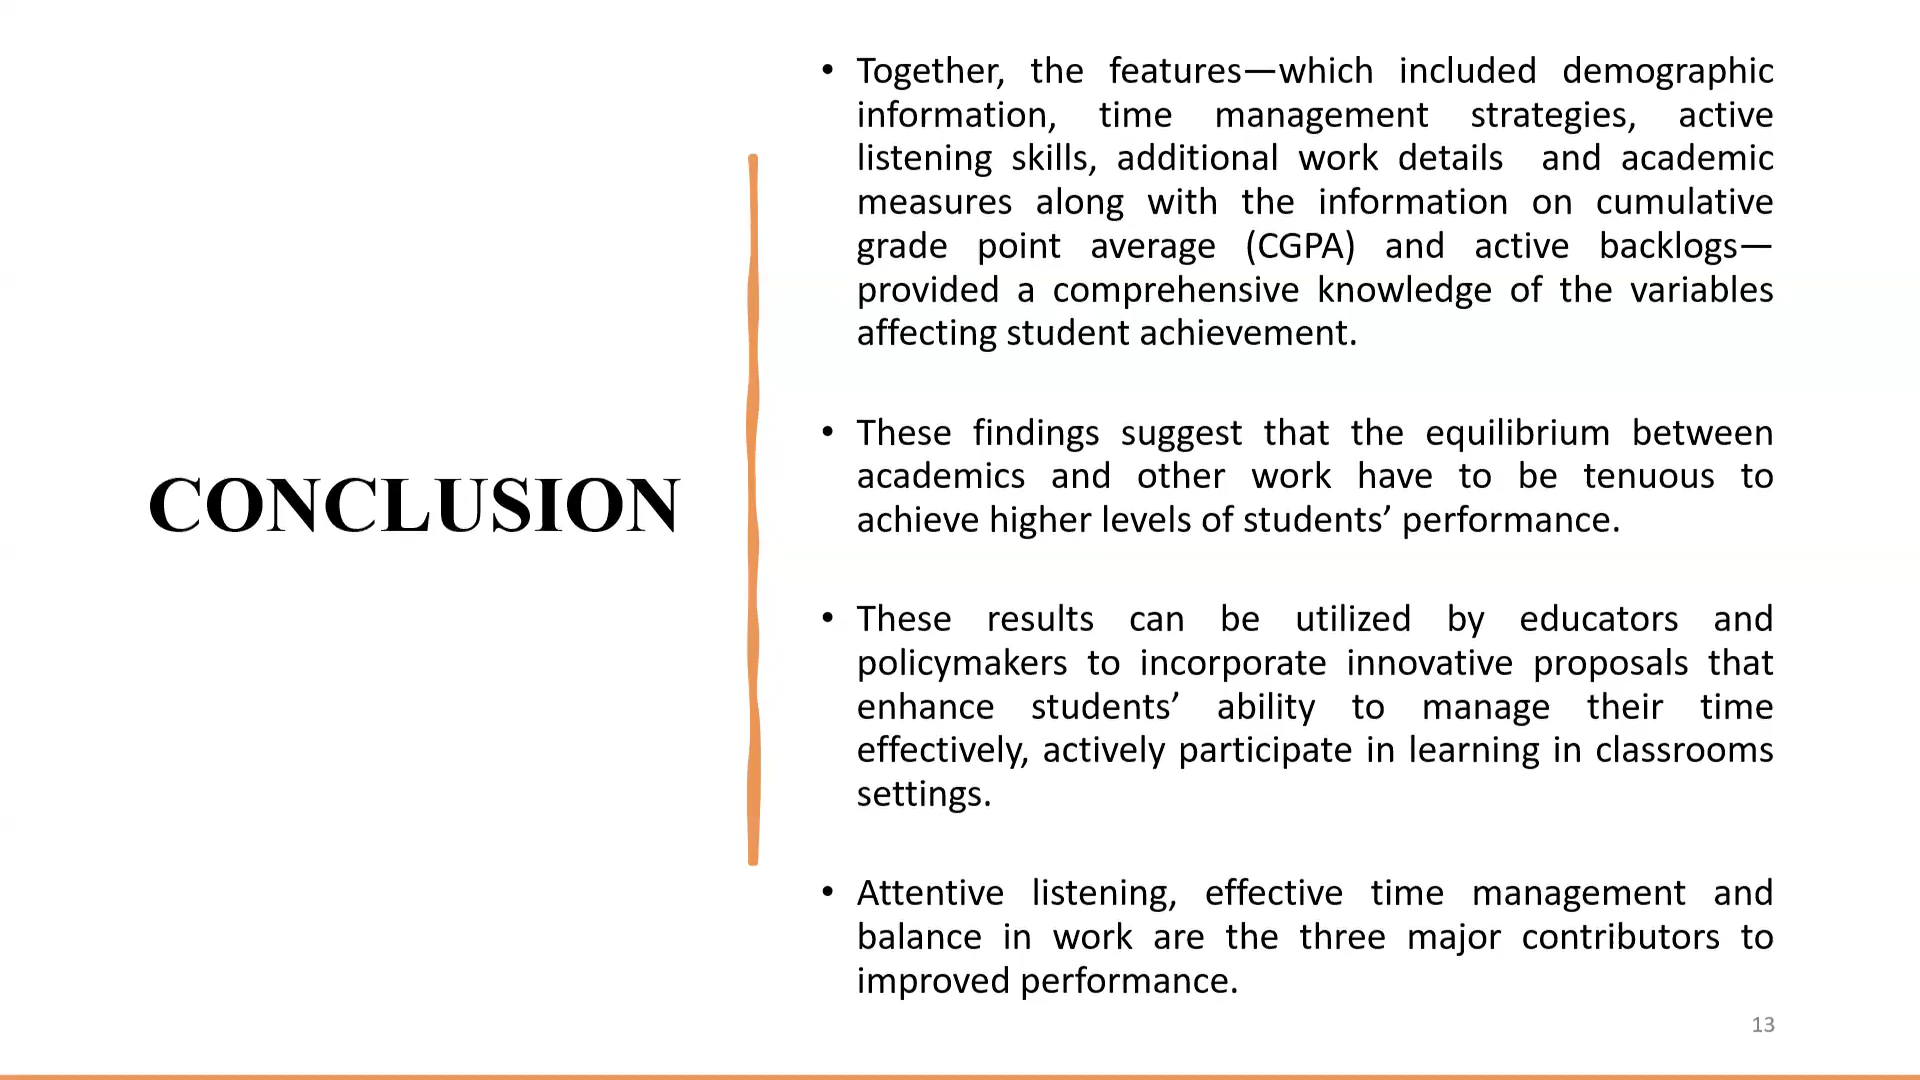 CONCLUSION
• Together, the features—which included demographic
information, time management strategies, active
listening skills, additional work details and academic
measures along with the information on cumulative
grade point average (CGPA) and active backlogs—
provided a comprehensive knowledge of the variables
affecting student achievement.
• These findings suggest that the equilibrium between
academics and other work have to be tenuous to
achieve higher levels of students’ performance.
• These results can be utilized by educators and
policymakers to incorporate innovative proposals that
enhance students’ ability to manage their time
effectively, actively participate in learning in classrooms
settings.
• Attentive listening, effective time management and
balance in work are the three major contributors to
improved performance.
13